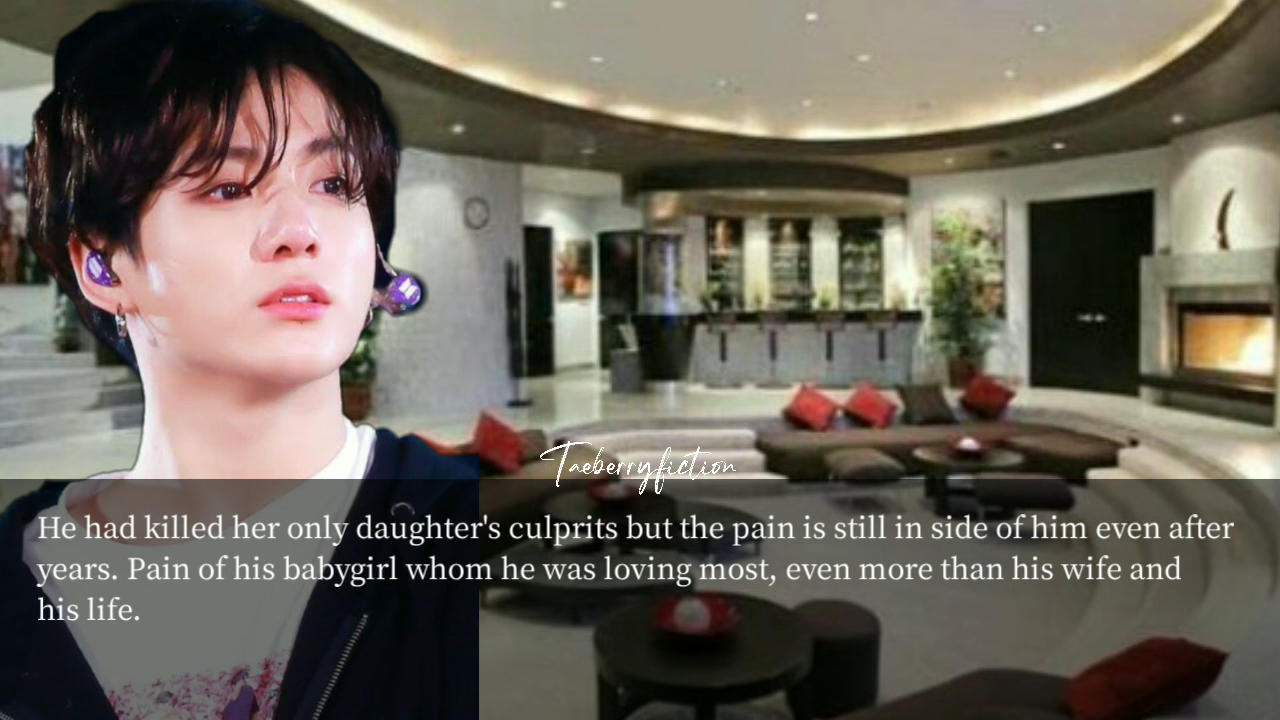 Taeberryfiction
He had killed her only daughter's culprits but the pain is still in side of him even after
years. Pain of his babygirl whom he was loving most, even more than his wife and
his life.